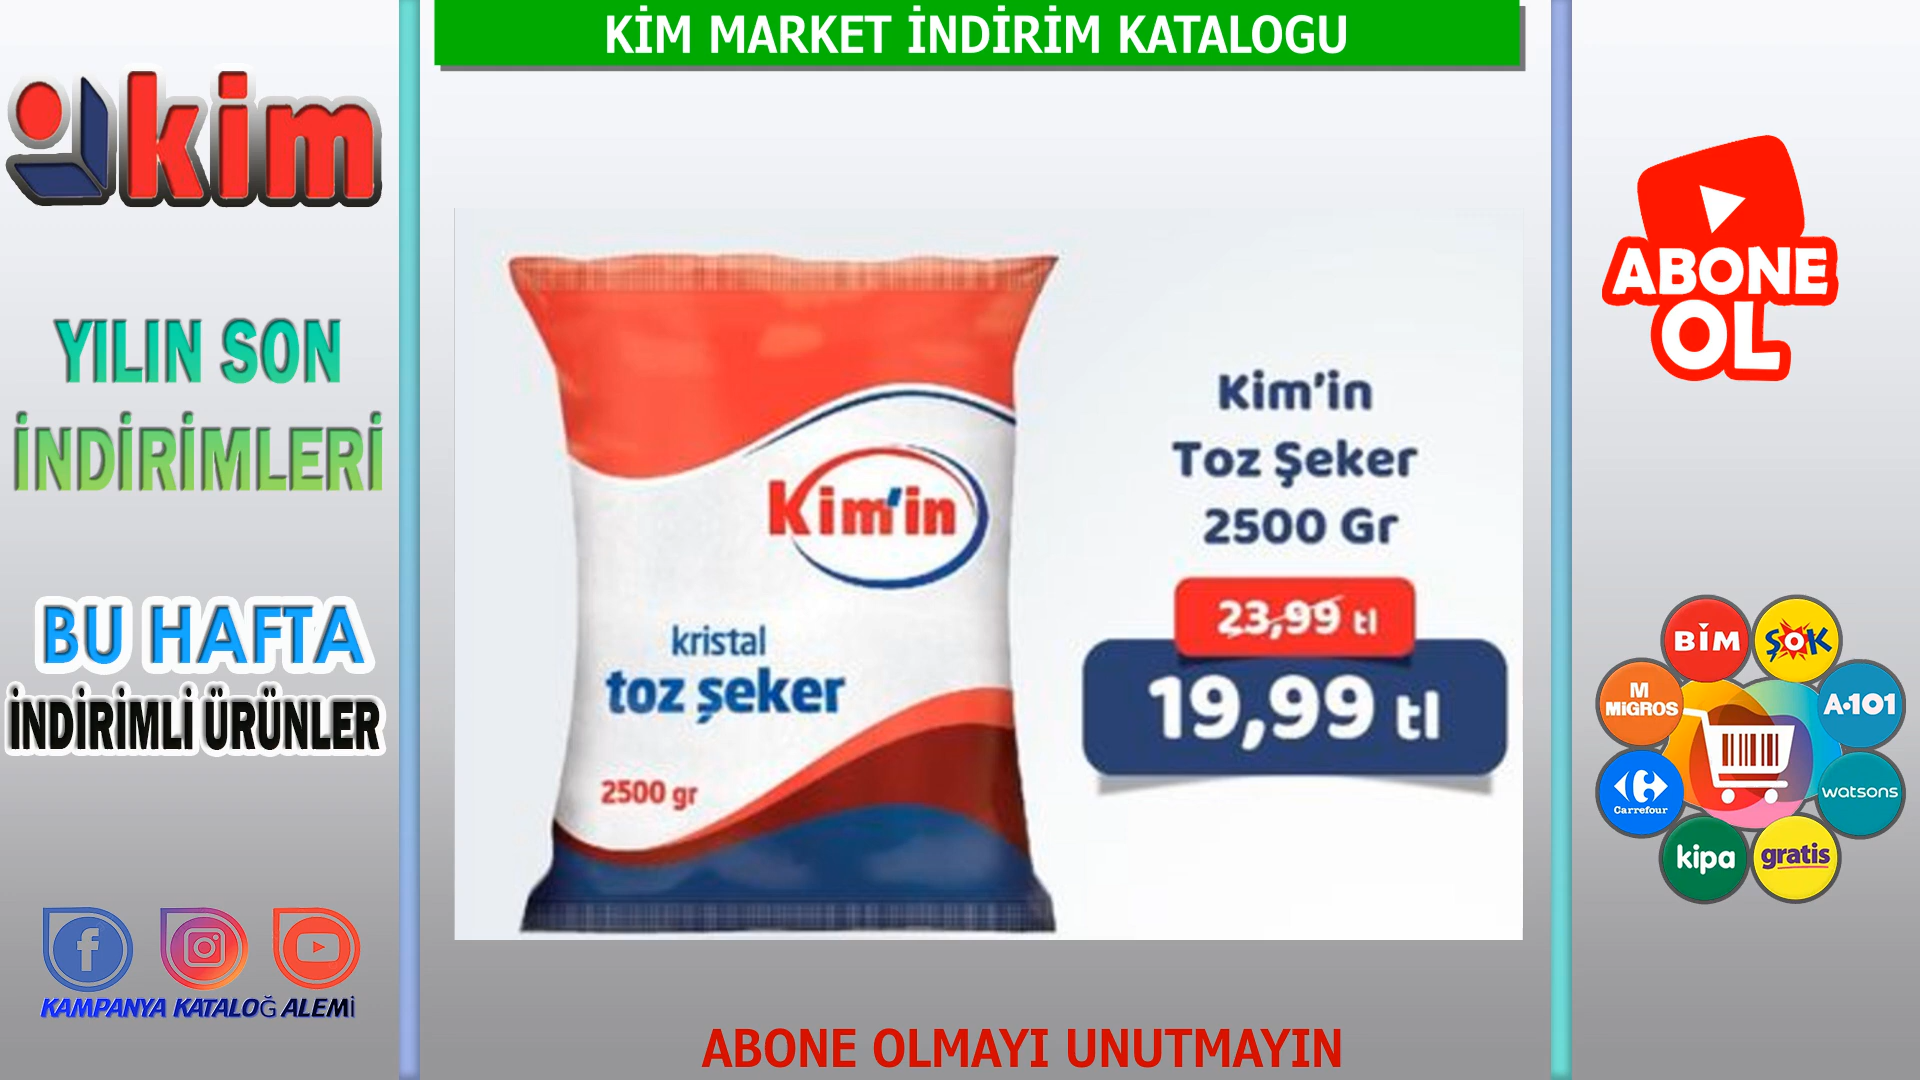 KİM MARKET İNDİRİM KATALOGU
kim
YILIN SON
İNDİRİMLERİ
BU HAFTA
İNDİRİMLİ ÜRÜNLER
KAMPANYA KATALOĞ ALEMİ
Kim'in
kristal
toz şeker
2500 gr
Kim'in
Toz Şeker
2500 Gr
23,99 tl
19,99 tl
ABONE
OL
BİM
ŞOK
M
MİGROS
A•101
Carrefour
watsons
kipa
gratis
ABONE OLMAYI UNUTMAYIN